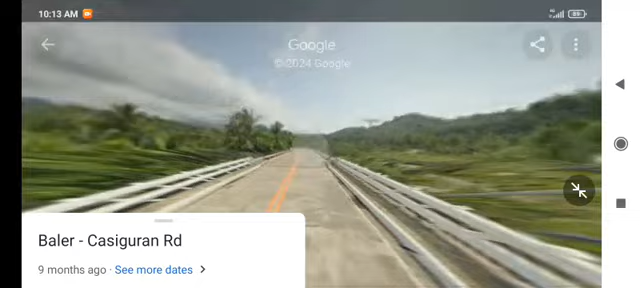 10:13 AM
Google
© 2024 Google
Baler - Casiguran Rd
9 months ago · See more dates